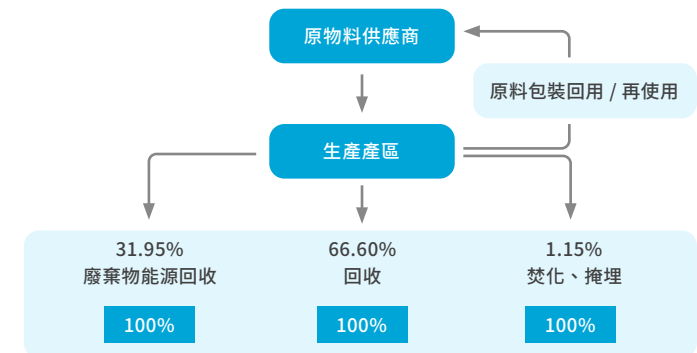 原物料供應商
原料包裝回用 / 再使用
生產產區
31.95%
廢棄物能源回收
100%
66.60%
回收
100%
1.15%
焚化、掩埋
100%